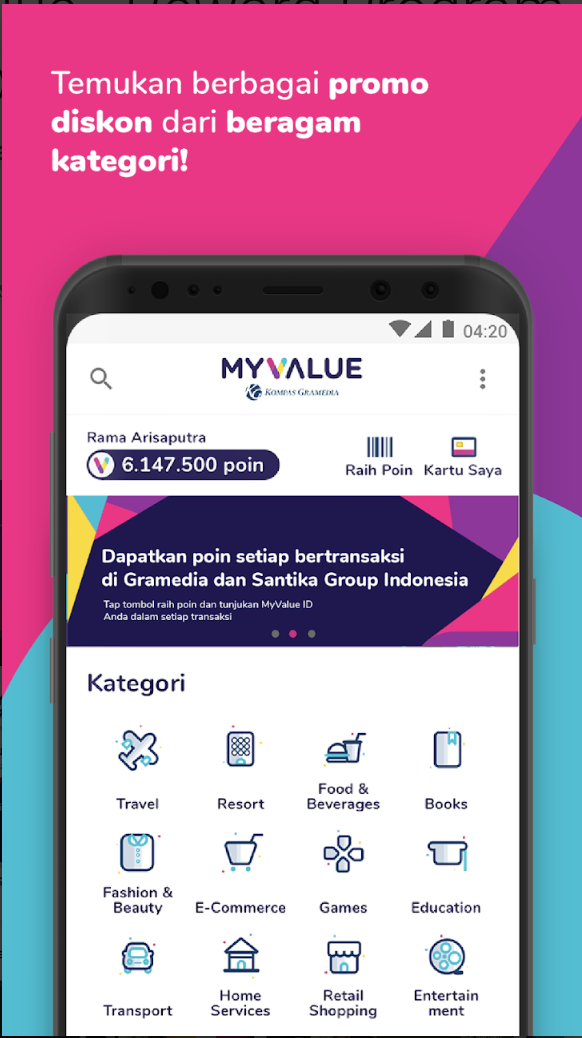 Temukan berbagai promo
diskon dari beragam
kategori!
04:20
MYVALUE
KG KOMPAS GRAMEDIA
Rama Arisaputra
6.147.500 poin
Raih Poin
Kartu Saya
Dapatkan poin setiap bertransaksi
di Gramedia dan Santika Group Indonesia
Tap tombol raih poin dan tunjukan MyValue ID
Anda dalam setiap transaksi
Kategori
Travel
Resort
Food &
Beverages
Books
Fashion &
Beauty
E-Commerce
Games
Education
Transport
Home
Services
Retail
Shopping
Entertain
ment